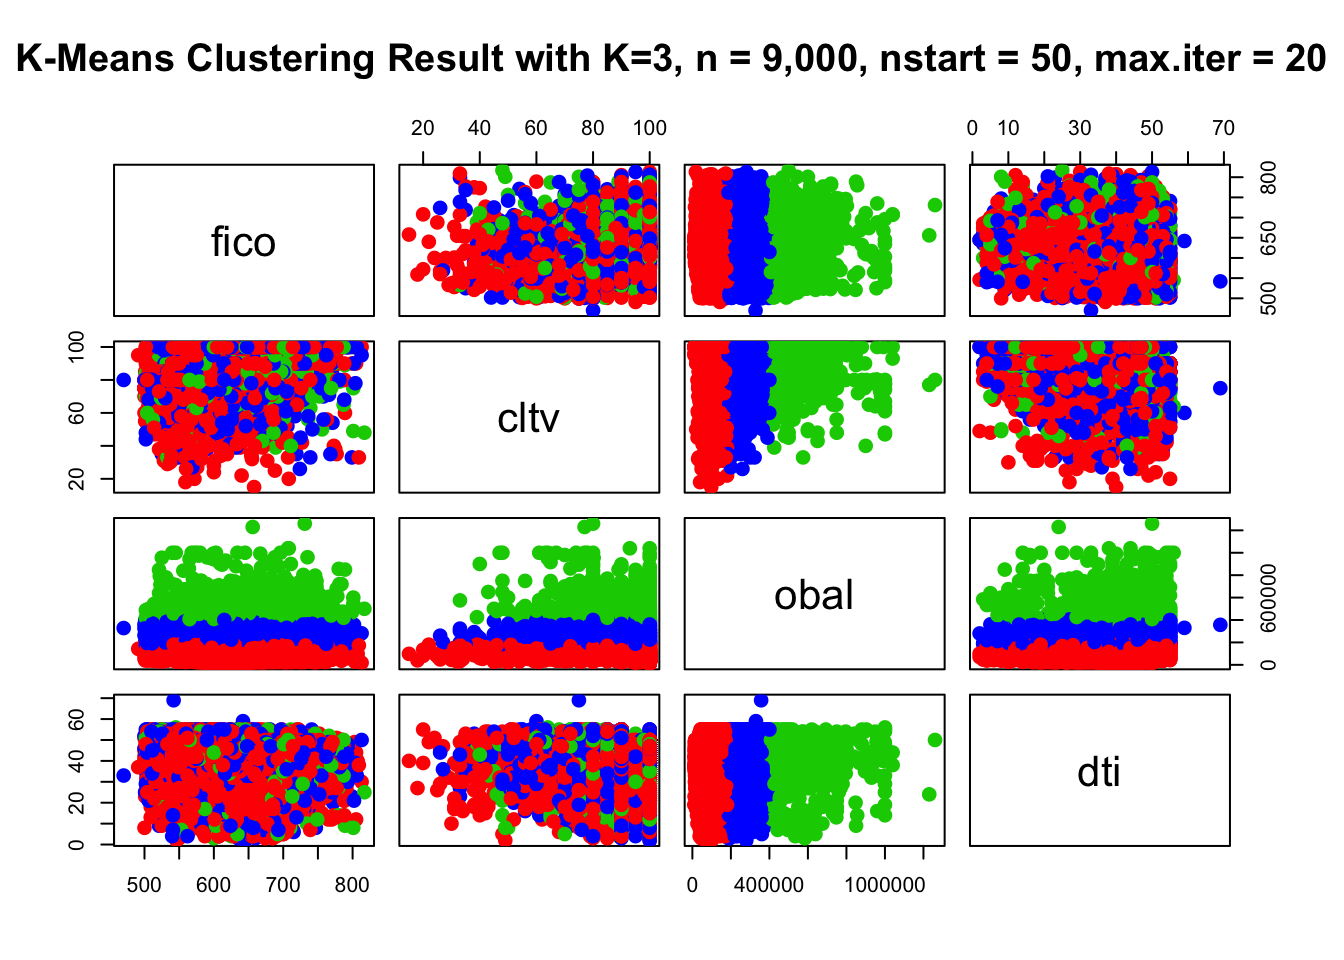 K-Means Clustering Result with K=3, n = 9,000, nstart = 50, max.iter = 20
20 40 60 80 100
0 10 30 50 70
fico
500 650 800
20 60 100
cltv
obal
0 600000
0 20 40 60
dti
500 600 700 800
0 400000 1000000